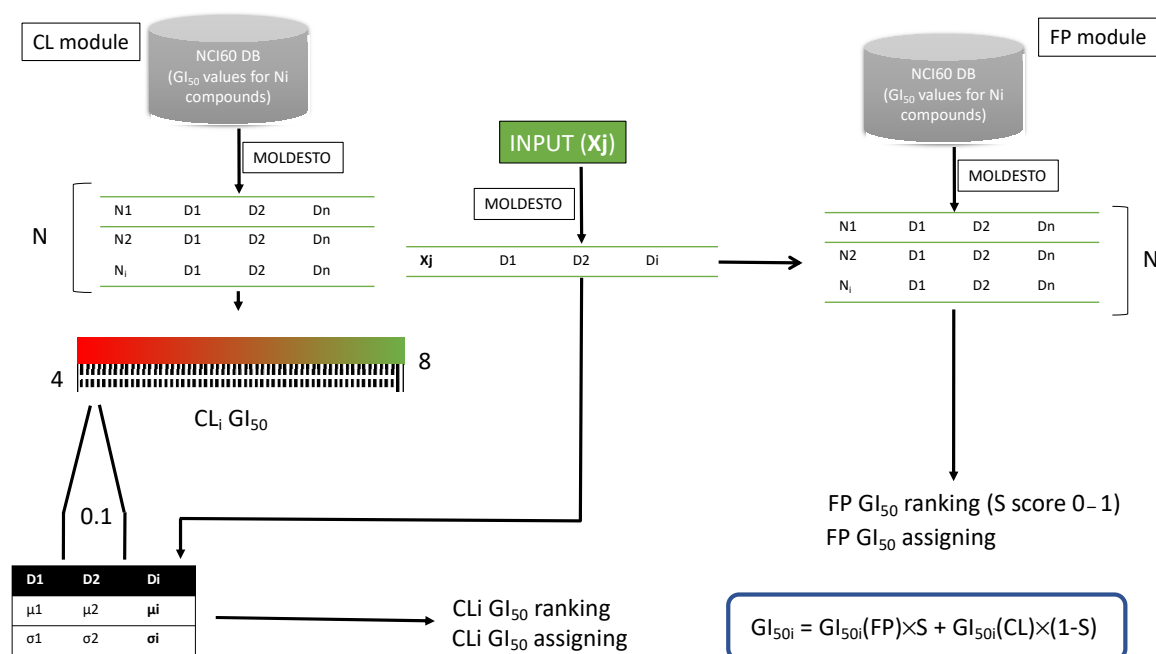 CL module
NCI60 DB
(GI₅₀ values for Ni
compounds)
MOLDESTO
N
N1 D1 D2 Dn
N2 D1 D2 Dn
Nᵢ D1 D2 Dn
4
8
CLᵢ GI₅₀
0.1
D1 D2 Di
μ1 μ2 μi
σ1 σ2 σi
CLi GI₅₀ ranking
CLi GI₅₀ assigning
INPUT (Xj)
MOLDESTO
Xj D1 D2 Di
FP module
NCI60 DB
(GI₅₀ values for Ni
compounds)
MOLDESTO
N1 D1 D2 Dn
N2 D1 D2 Dn
Nᵢ D1 D2 Dn
N
FP GI₅₀ ranking (S score 0–1)
FP GI₅₀ assigning
GI₅₀ᵢ = GI₅₀ᵢ(FP)×S + GI₅₀ᵢ(CL)×(1-S)